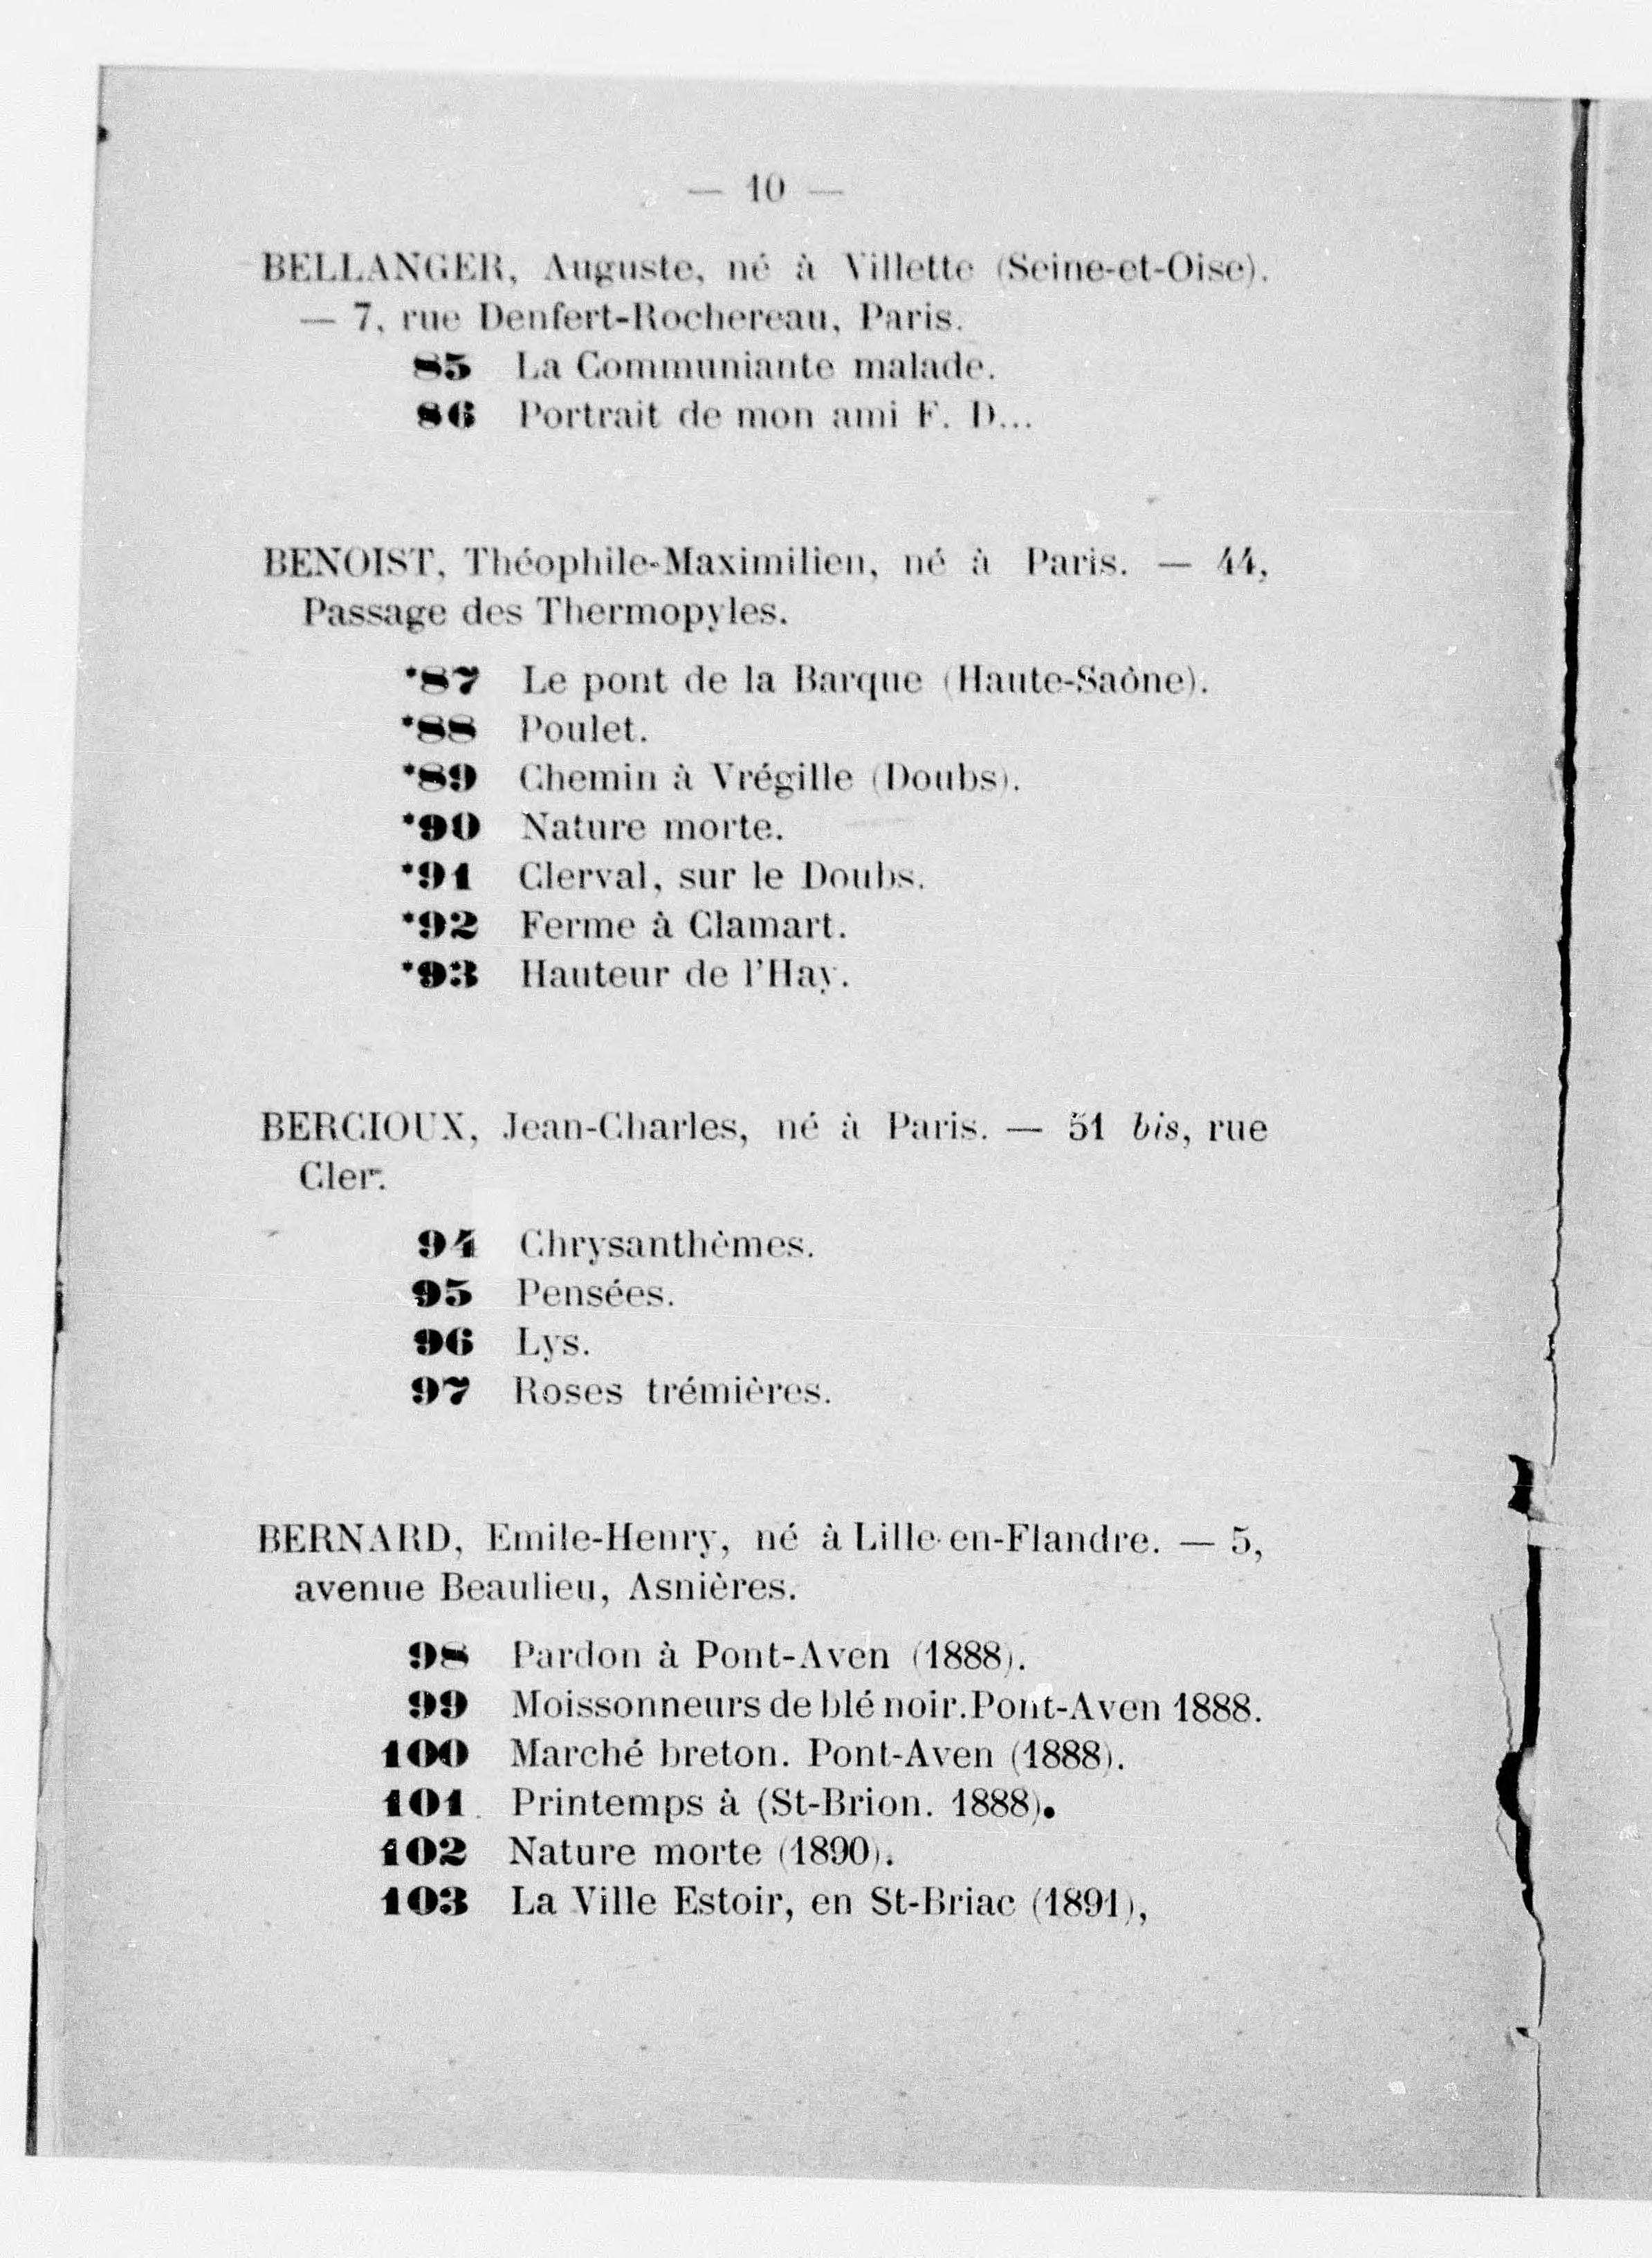 — 10 —
BELLANGER, Auguste, né à Villette (Seine-et-Oise).
— 7, rue Denfert-Rochereau, Paris.
85 La Communiante malade.
86 Portrait de mon ami F. D...
BENOIST, Théophile-Maximilien, né à Paris. — 44,
Passage des Thermopyles.
*87 Le pont de la Barque (Haute-Saône).
*88 Poulet.
*89 Chemin à Vrégille (Doubs).
*90 Nature morte.
*91 Clerval, sur le Doubs.
*92 Ferme à Clamart.
*93 Hauteur de l'Hay.
BERCIOUX, Jean-Charles, né à Paris. — 51 bis, rue
Cler.
94 Chrysanthèmes.
95 Pensées.
96 Lys.
97 Roses trémières.
BERNARD, Emile-Henry, né à Lille-en-Flandre. — 5,
avenue Beaulieu, Asnières.
98 Pardon à Pont-Aven (1888).
99 Moissonneurs de blé noir. Pont-Aven 1888.
100 Marché breton. Pont-Aven (1888).
101 Printemps à (St-Brion. 1888).
102 Nature morte (1890).
103 La Ville Estoir, en St-Briac (1891),